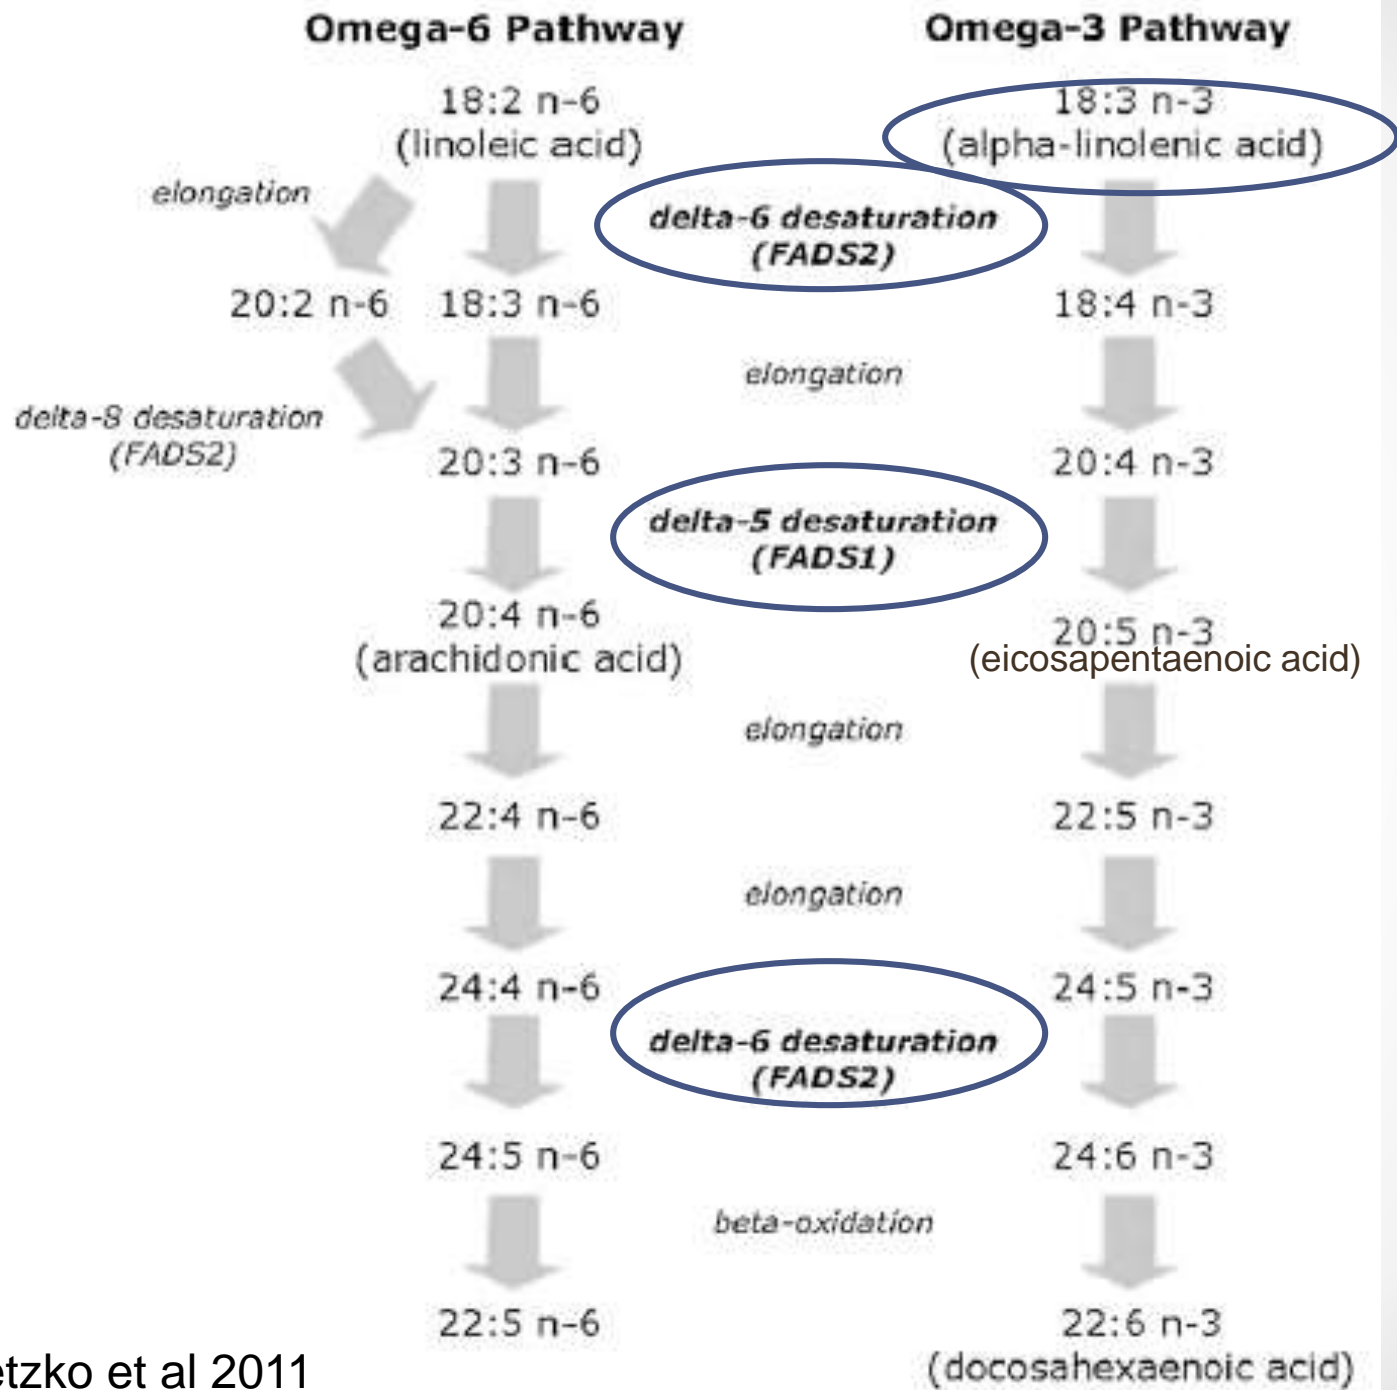 Omega-6 Pathway Omega-3 Pathway
18:2 n-6 18:3 n-3
(linoleic acid) (alpha-linolenic acid)
elongation
delta-6 desaturation
(FADS2)
20:2 n-6 18:3 n-6 18:4 n-3
elongation
delta-8 desaturation
(FADS2)
20:3 n-6 20:4 n-3
delta-5 desaturation
(FADS1)
20:4 n-6 20:5 n-3
(arachidonic acid) (eicosapentaenoic acid)
elongation
22:4 n-6 22:5 n-3
elongation
24:4 n-6 24:5 n-3
delta-6 desaturation
(FADS2)
24:5 n-6 24:6 n-3
beta-oxidation
22:5 n-6 22:6 n-3
(docosahexaenoic acid)
etzko et al 2011